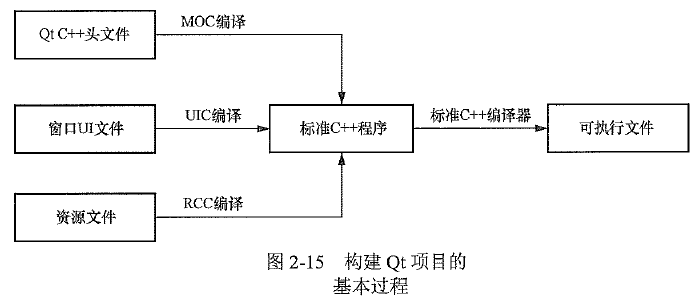 MOC编译
Qt C++头文件
窗口UI文件
UIC编译
标准C++程序
标准C++编译器
可执行文件
资源文件
RCC编译
图 2-15 构建 Qt 项目的
基本过程